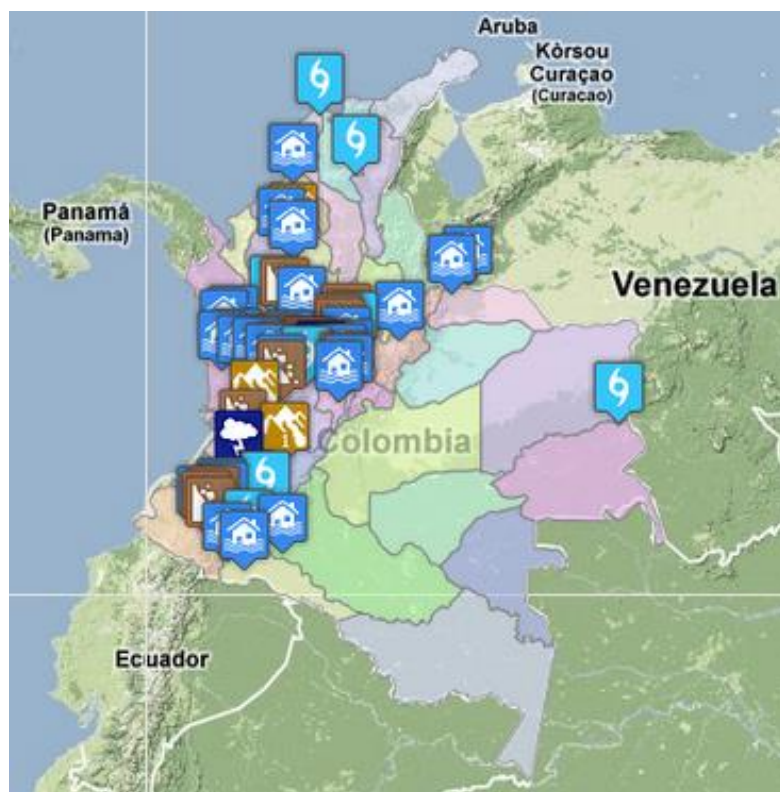 Aruba
Kòrsou
Curaçao
(Curacao)
Panamá
(Panama)
Venezuela
Colombia
Ecuador